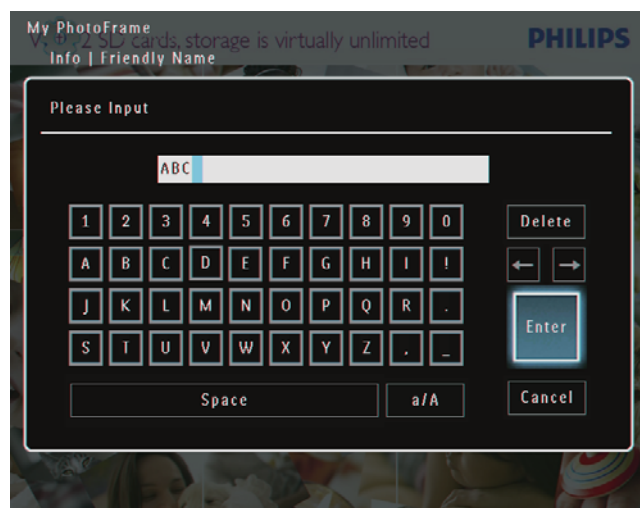 My PhotoFrame
V, 2 SD cards, storage is virtually unlimited PHILIPS
Info | Friendly Name
Please Input
ABC
1 2 3 4 5 6 7 8 9 0 Delete
A B C D E F G H I ! ← →
J K L M N O P Q R . Enter
S T U V W X Y Z , _
Space a/A Cancel